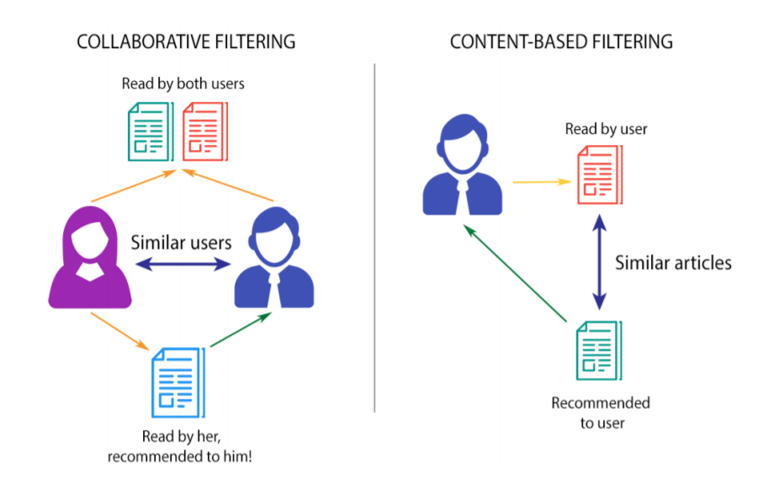 COLLABORATIVE FILTERING
Read by both users
Similar users
Read by her,
recommended to him!
CONTENT-BASED FILTERING
Read by user
Similar articles
Recommended
to user